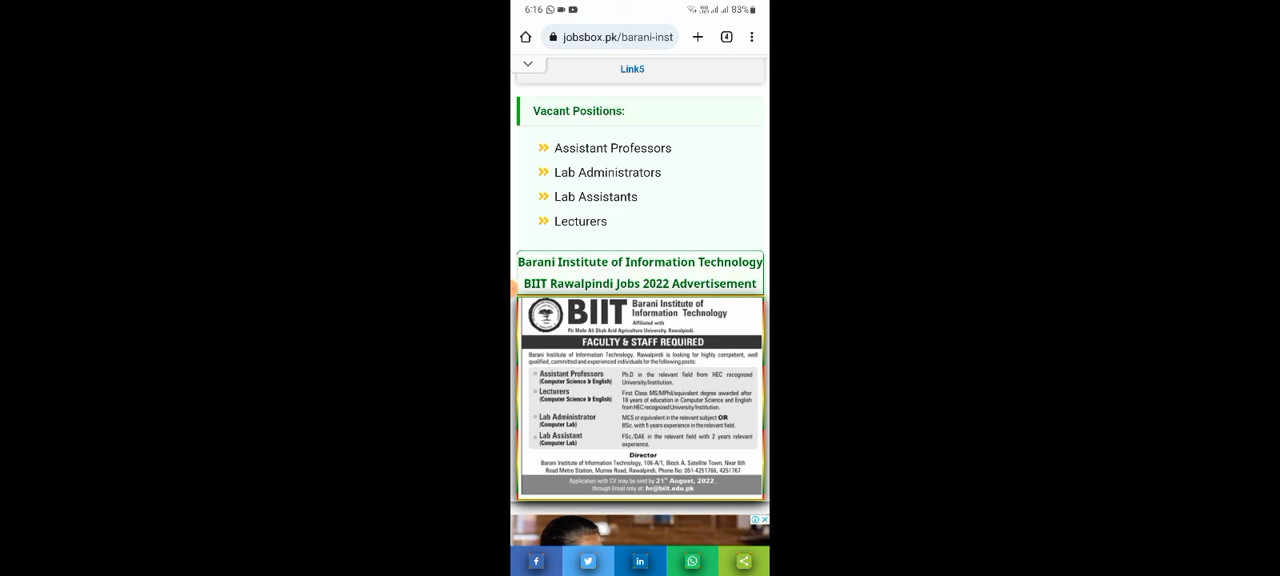 6:16
83%
jobsbox.pk/barani-inst
4
Link5
Vacant Positions:
Assistant Professors
Lab Administrators
Lab Assistants
Lecturers
Barani Institute of Information Technology
BIIT Rawalpindi Jobs 2022 Advertisement
BIIT Barani Institute of
Information Technology
Affiliated with
Pir Mehr Ali Shah Arid Agriculture University, Rawalpindi.
FACULTY & STAFF REQUIRED
Barani Institute of Information Technology, Rawalpindi is looking for highly competent, well
qualified, committed and experienced individuals for the following posts:
Assistant Professors Ph.D in the relevant field from HEC recognized
(Computer Science & English) University/Institution.
Lecturers First Class MS/MPhil/equivalent degree awarded after
(Computer Science & English) 18 years of education in Computer Science and English
from HEC recognized University/Institution.
Lab Administrator MCS or equivalent in the relevant subject OR
(Computer Lab) BSc. with 5 years experience in the relevant field.
Lab Assistant FSc./DAE in the relevant field with 2 years relevant
(Computer Lab) experience.
Director
Barani Institute of Information Technology, 106-A/1, Block A, Satellite Town, Near 6th
Road Metro Station, Murree Road, Rawalpindi; Phone No: 051-4251766, 4251767
Application with CV may be sent by 21st August, 2022,
through Email only at: hr@biit.edu.pk